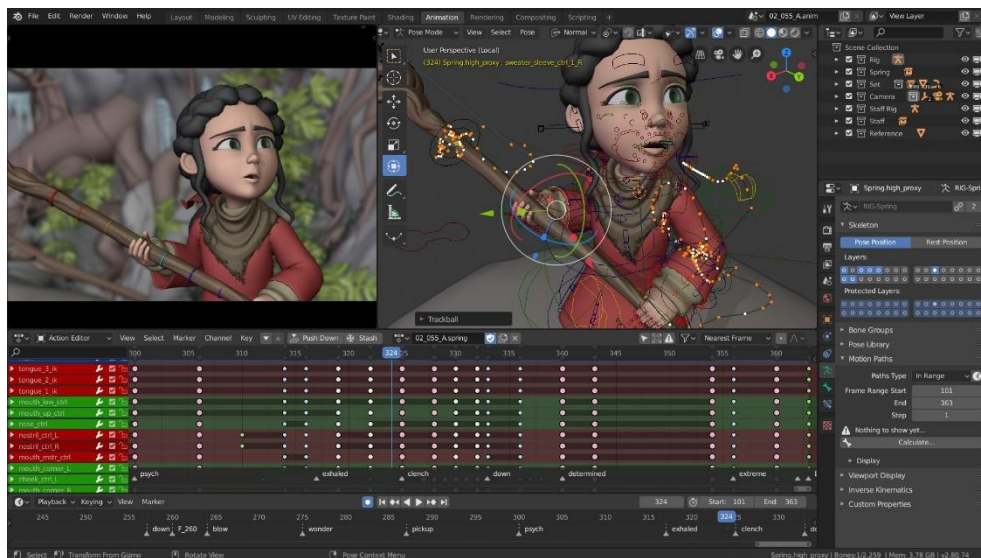 File Edit Render Window Help Layout Modeling Sculpting UV Editing Texture Paint Shading Animation Rendering Compositing Scripting + 02_055_A.anim View Layer
Pose Mode View Select Pose Normal
User Perspective (Local)
(324) Spring.high_proxy : sweater_sleeve_ctrl_1_R
Scene Collection
Rig
Spring
Set
Camera
Staff Rig
Staff
Reference
Spring.high_proxy RIG-Spring
RIG-Spring 2
Skeleton
Pose Position Rest Position
Layers:
Protected Layers:
Bone Groups
Pose Library
Motion Paths
Paths Type In Range
Frame Range Start 101
End 363
Step 1
Nothing to show yet...
Calculate...
Display
Viewport Display
Inverse Kinematics
Custom Properties
Trackball
Action Editor View Select Marker Channel Key Push Down Stash 02_055_A.spring Nearest Frame
300 305 310 315 320 324 330 335 340 345 350 355 360
tongue_3_ik
tongue_2_ik
tongue_1_ik
mouth_low_ctrl
mouth_up_ctrl
nose_ctrl
nostril_ctrl_L
nostril_ctrl_R
mouth_mstr_ctrl
mouth_corner_L
cheek_ctrl_L
mouth_corner_R
psych exhaled clench down determined extreme
Playback Keying View Marker 324 Start: 101 End: 363
245 250 255 260 265 270 275 280 285 290 295 300 305 310 315 320 324 330
down F_260 blow wonder pickup psych exhaled clench
Select Transform From Gizmo Rotate View Pose Context Menu Spring.high_proxy | Bones:1/2.259 | Mem: 3.78 GB | v2.80.74